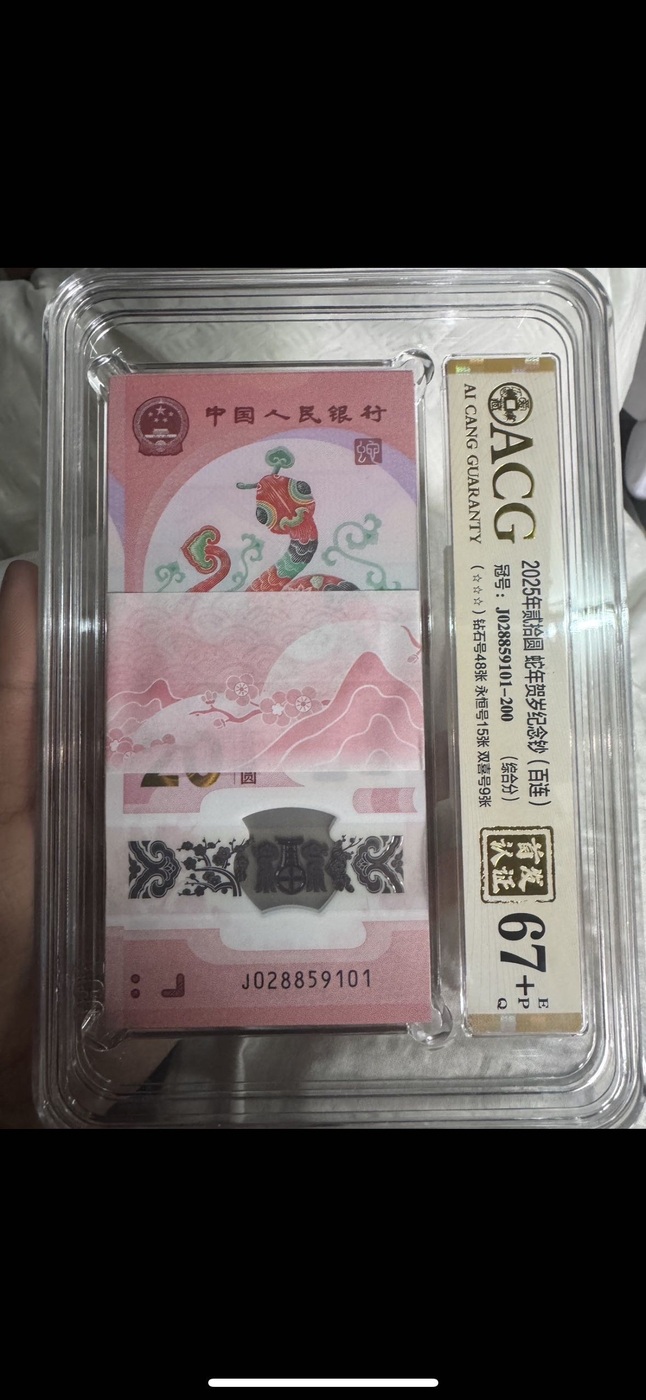 中国人民银行
蛇
20
圆
J028859101
ACG
AI CANG GUARANTY
2025年贰拾圆 蛇年贺岁纪念钞（百连）
冠号：J028859101-200 （综合分）
（☆☆☆）钻石号48张 永恒号15张 双喜号9张
首发
认证
67+
E
P
Q